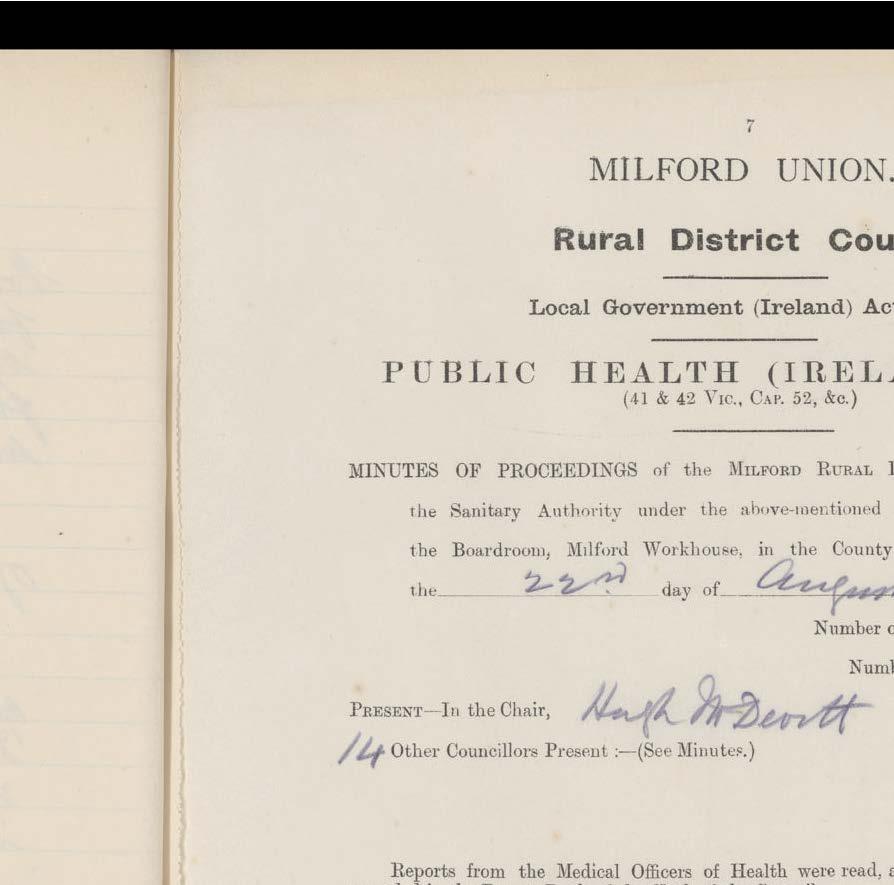 7
MILFORD UNION.
Rural District Cou
Local Government (Ireland) Ac
PUBLIC HEALTH (IREL
(41 & 42 Vic., Cap. 52, &c.)
MINUTES OF PROCEEDINGS of the Milford Rural
the Sanitary Authority under the above-mentioned
the Boardroom, Milford Workhouse, in the County
the 22nd day of Augus
Number o
Numb
Present—In the Chair, Hugh McDevitt
14 Other Councillors Present :—(See Minutes.)
Reports from the Medical Officers of Health were read,